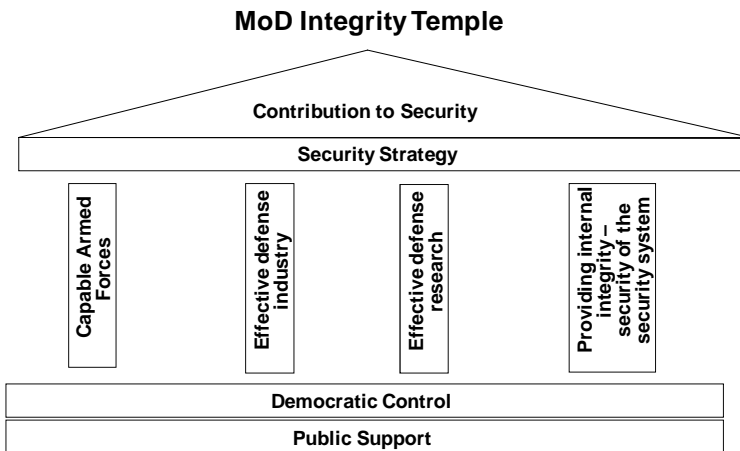 MoD Integrity Temple
Contribution to Security
Security Strategy
Capable Armed
Forces
Effective defense
industry
Effective defense
research
Providing internal
integrity –
security of the
security system
Democratic Control
Public Support